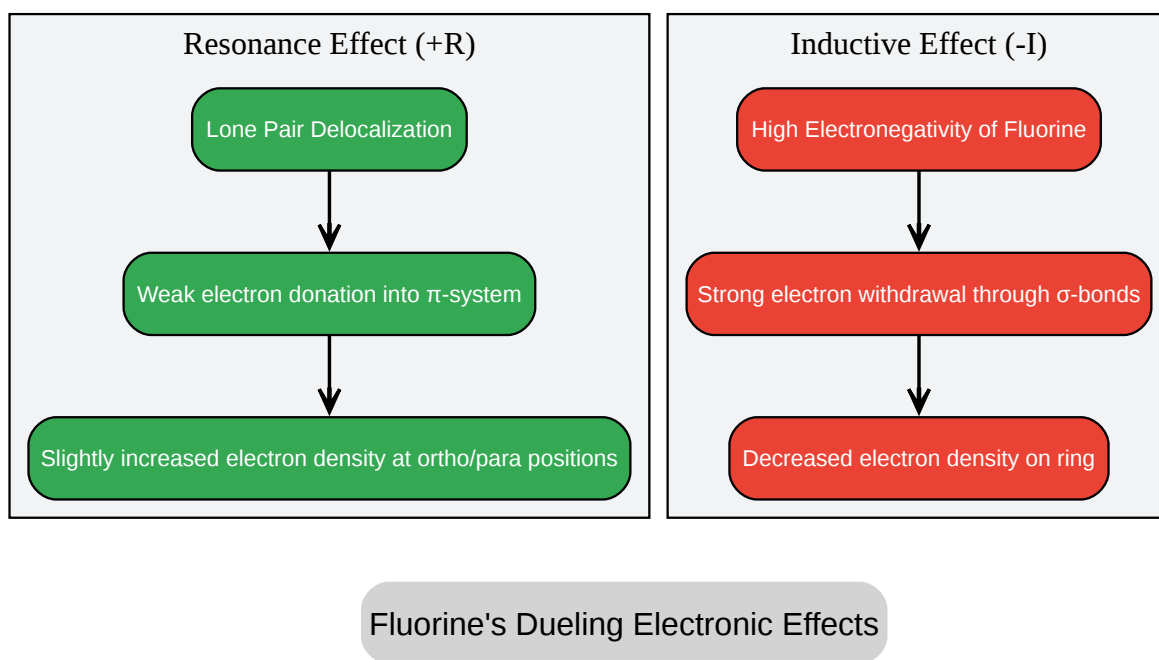 Resonance Effect (+R)
Lone Pair Delocalization
Weak electron donation into π-system
Slightly increased electron density at ortho/para positions
Inductive Effect (-I)
High Electronegativity of Fluorine
Strong electron withdrawal through σ-bonds
Decreased electron density on ring
Fluorine's Dueling Electronic Effects